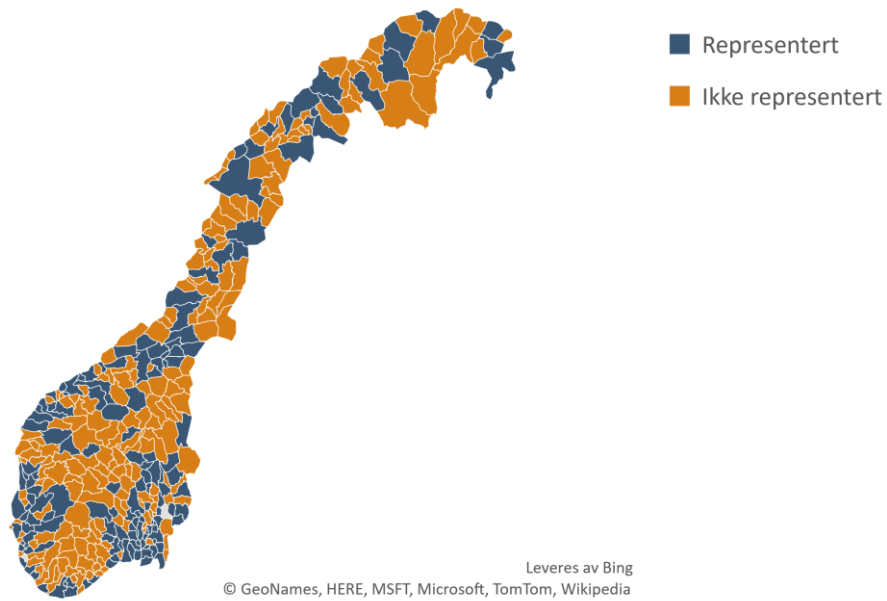 Representert
Ikke representert
Leveres av Bing
© GeoNames, HERE, MSFT, Microsoft, TomTom, Wikipedia